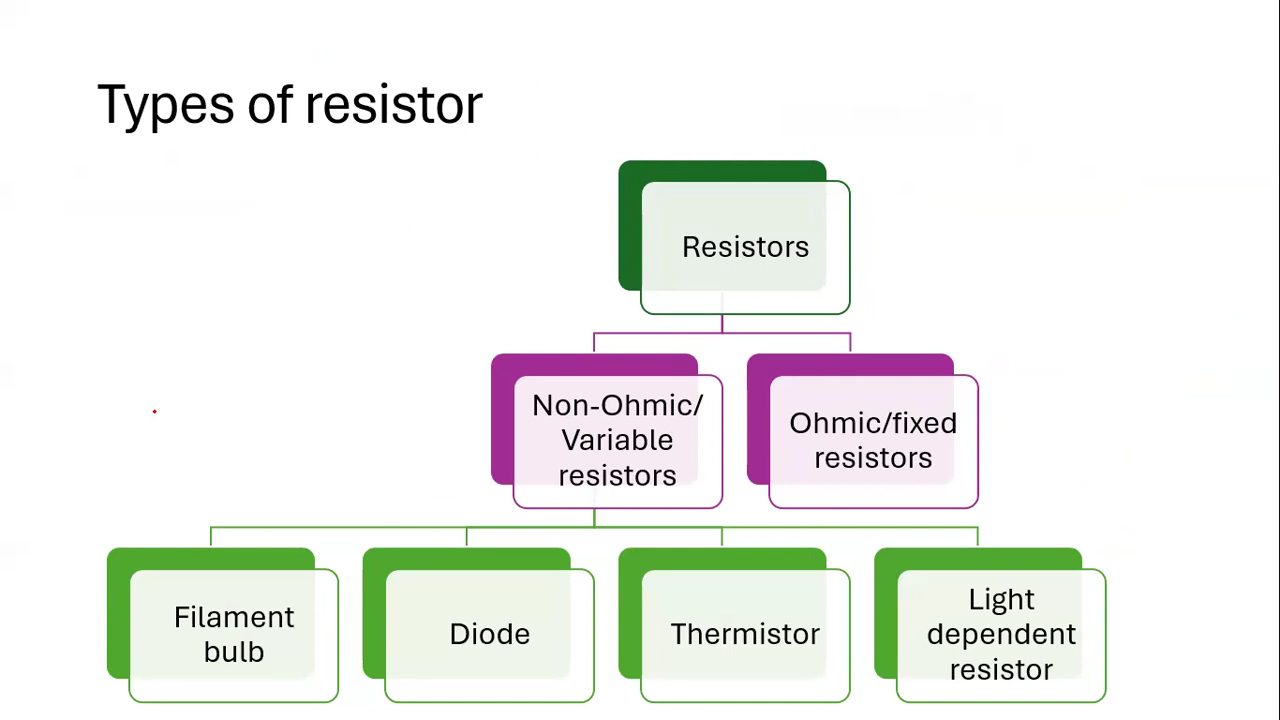 Types of resistor
Resistors
Non-Ohmic/
Variable
resistors
Ohmic/fixed
resistors
Filament
bulb
Diode
Thermistor
Light
dependent
resistor